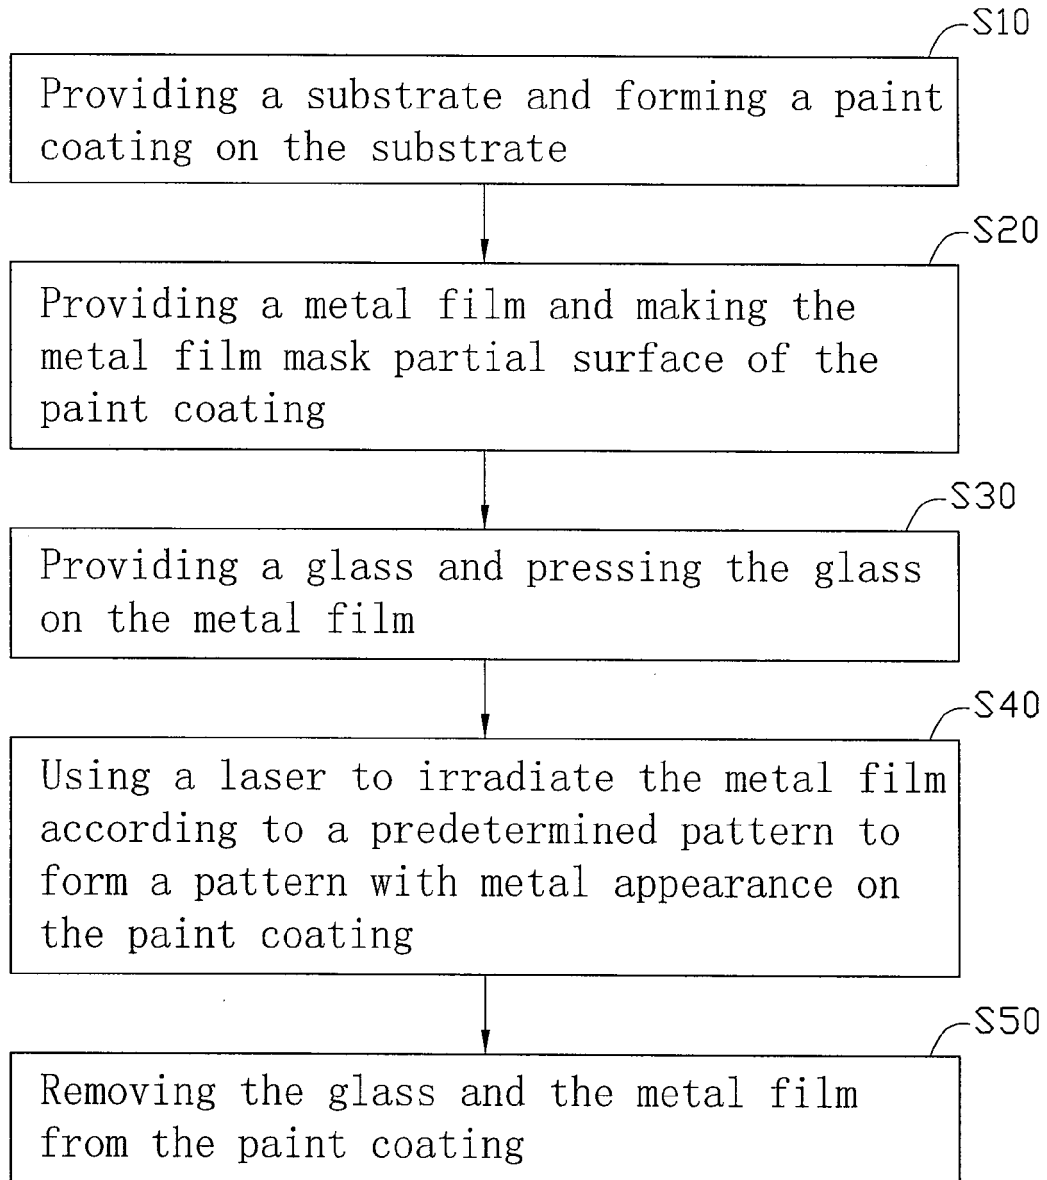 S10
Providing a substrate and forming a paint
coating on the substrate
S20
Providing a metal film and making the
metal film mask partial surface of the
paint coating
S30
Providing a glass and pressing the glass
on the metal film
S40
Using a laser to irradiate the metal film
according to a predetermined pattern to
form a pattern with metal appearance on
the paint coating
S50
Removing the glass and the metal film
from the paint coating